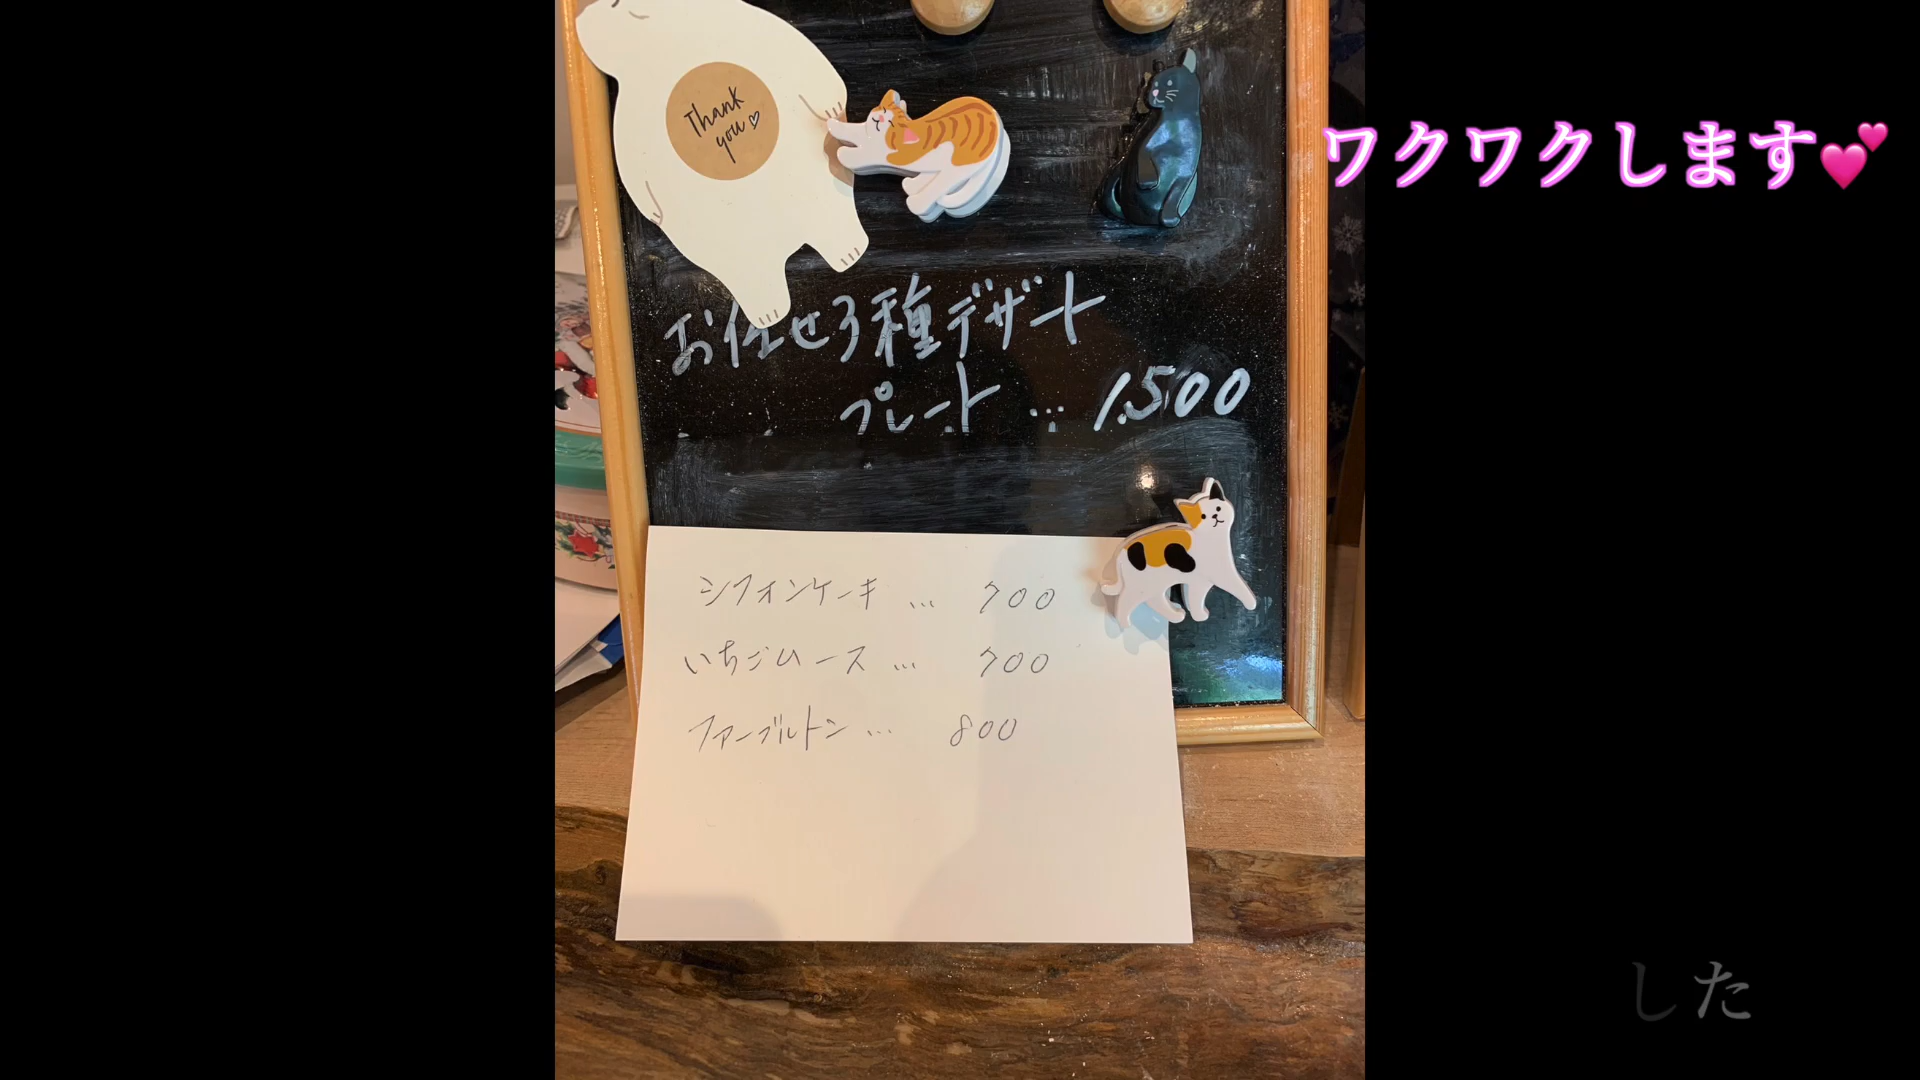 Thank
you♡
ワクワクします💕
お任せ3種デザート
プレート… 1,500
シフォンケーキ … 700
いちごムース … 700
ファーブルトン … 800
した